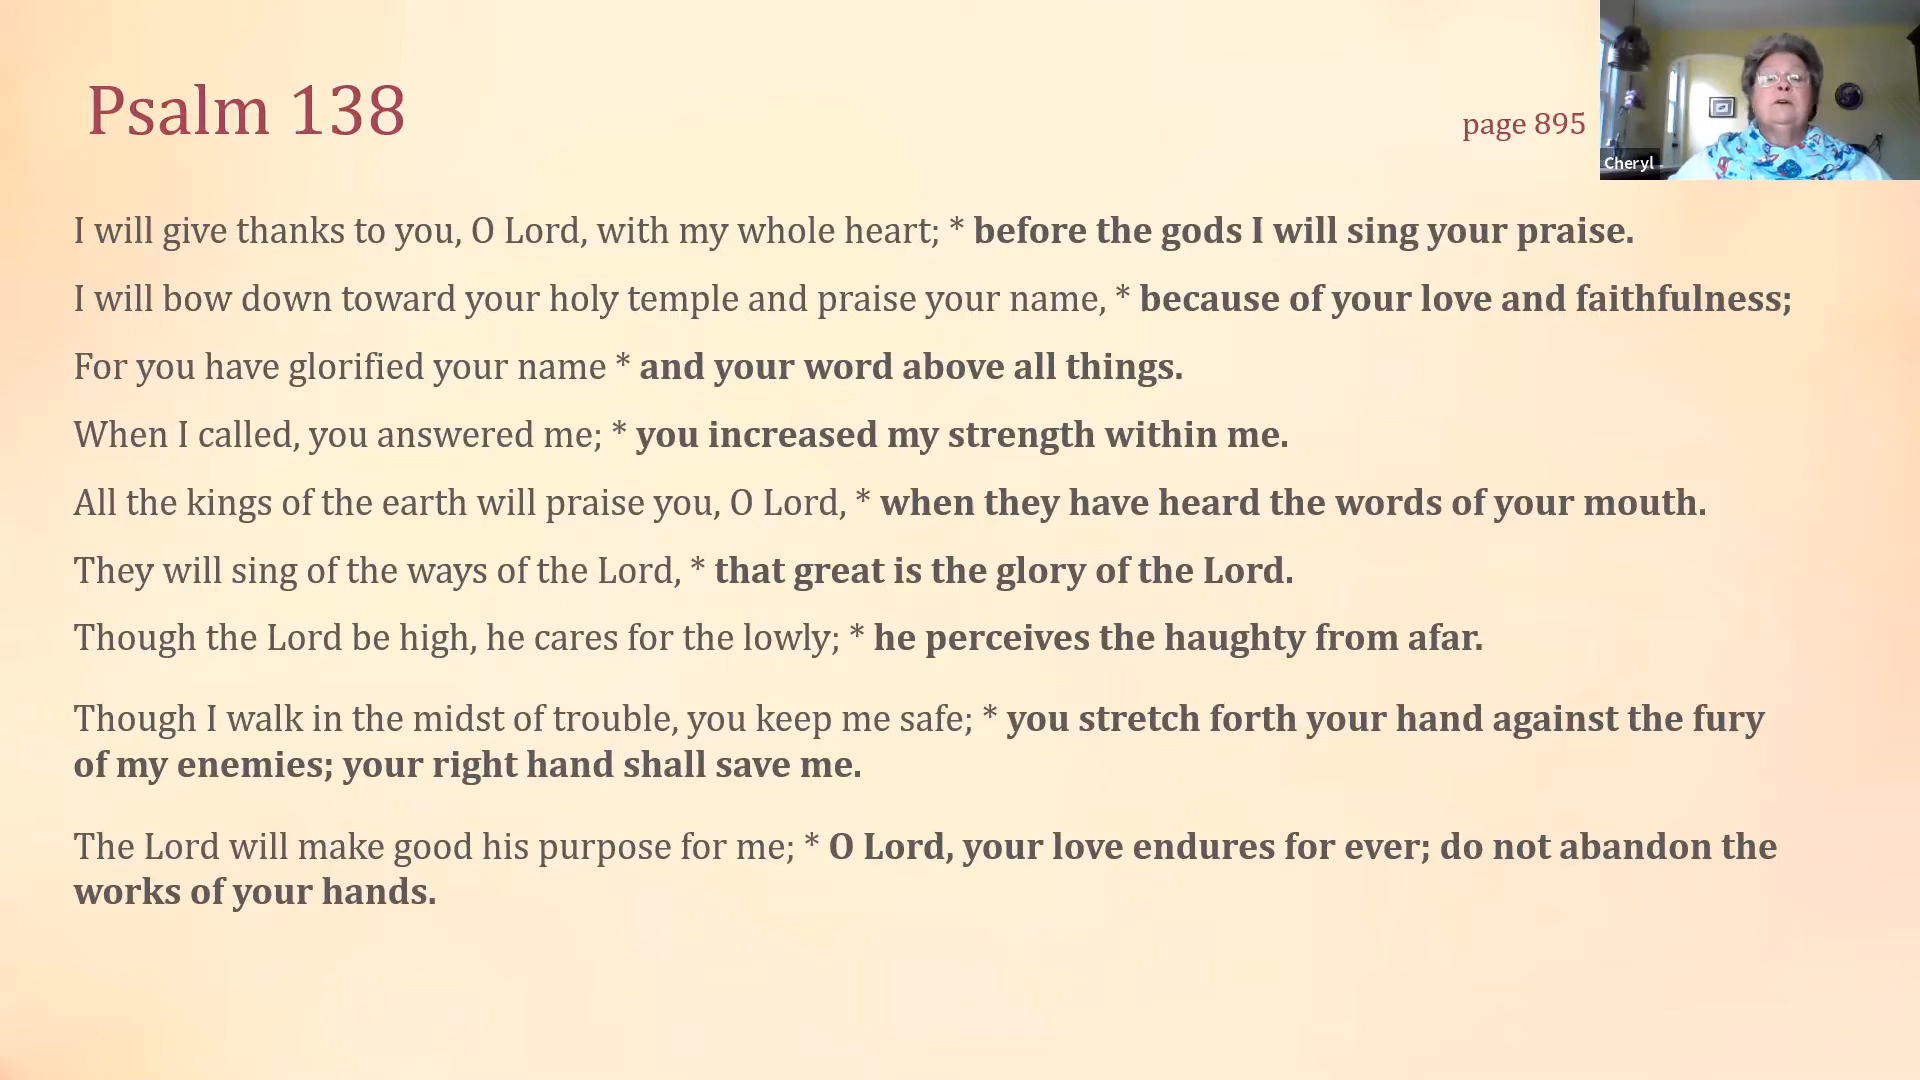 Psalm 138
page 895
Cheryl
I will give thanks to you, O Lord, with my whole heart; * before the gods I will sing your praise.
I will bow down toward your holy temple and praise your name, * because of your love and faithfulness;
For you have glorified your name * and your word above all things.
When I called, you answered me; * you increased my strength within me.
All the kings of the earth will praise you, O Lord, * when they have heard the words of your mouth.
They will sing of the ways of the Lord, * that great is the glory of the Lord.
Though the Lord be high, he cares for the lowly; * he perceives the haughty from afar.
Though I walk in the midst of trouble, you keep me safe; * you stretch forth your hand against the fury
of my enemies; your right hand shall save me.
The Lord will make good his purpose for me; * O Lord, your love endures for ever; do not abandon the
works of your hands.